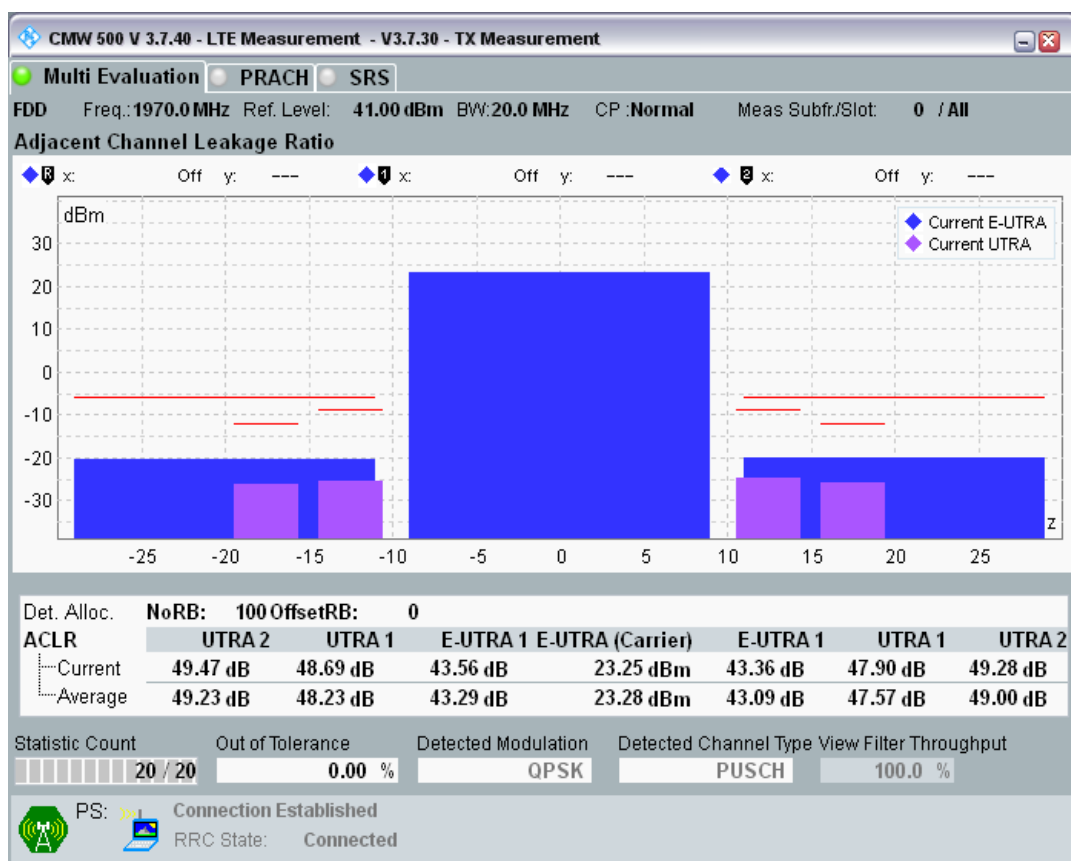 CMW 500 V 3.7.40 - LTE Measurement - V3.7.30 - TX Measurement
Multi Evaluation PRACH SRS
FDD Freq.: 1970.0 MHz Ref. Level: 41.00 dBm BW: 20.0 MHz CP : Normal Meas Subfr./Slot: 0 / All
Adjacent Channel Leakage Ratio
R x: Off y: --- 1 x: Off y: --- 2 x: Off y: ---
dBm
Current E-UTRA
Current UTRA
30
20
10
0
-10
-20
-30
z
-25 -20 -15 -10 -5 0 5 10 15 20 25
Det. Alloc. NoRB: 100 OffsetRB: 0
ACLR UTRA 2 UTRA 1 E-UTRA 1 E-UTRA (Carrier) E-UTRA 1 UTRA 1 UTRA 2
Current 49.47 dB 48.69 dB 43.56 dB 23.25 dBm 43.36 dB 47.90 dB 49.28 dB
Average 49.23 dB 48.23 dB 43.29 dB 23.28 dBm 43.09 dB 47.57 dB 49.00 dB
Statistic Count Out of Tolerance Detected Modulation Detected Channel Type View Filter Throughput
20 / 20 0.00 % QPSK PUSCH 100.0 %
PS: Connection Established
RRC State: Connected